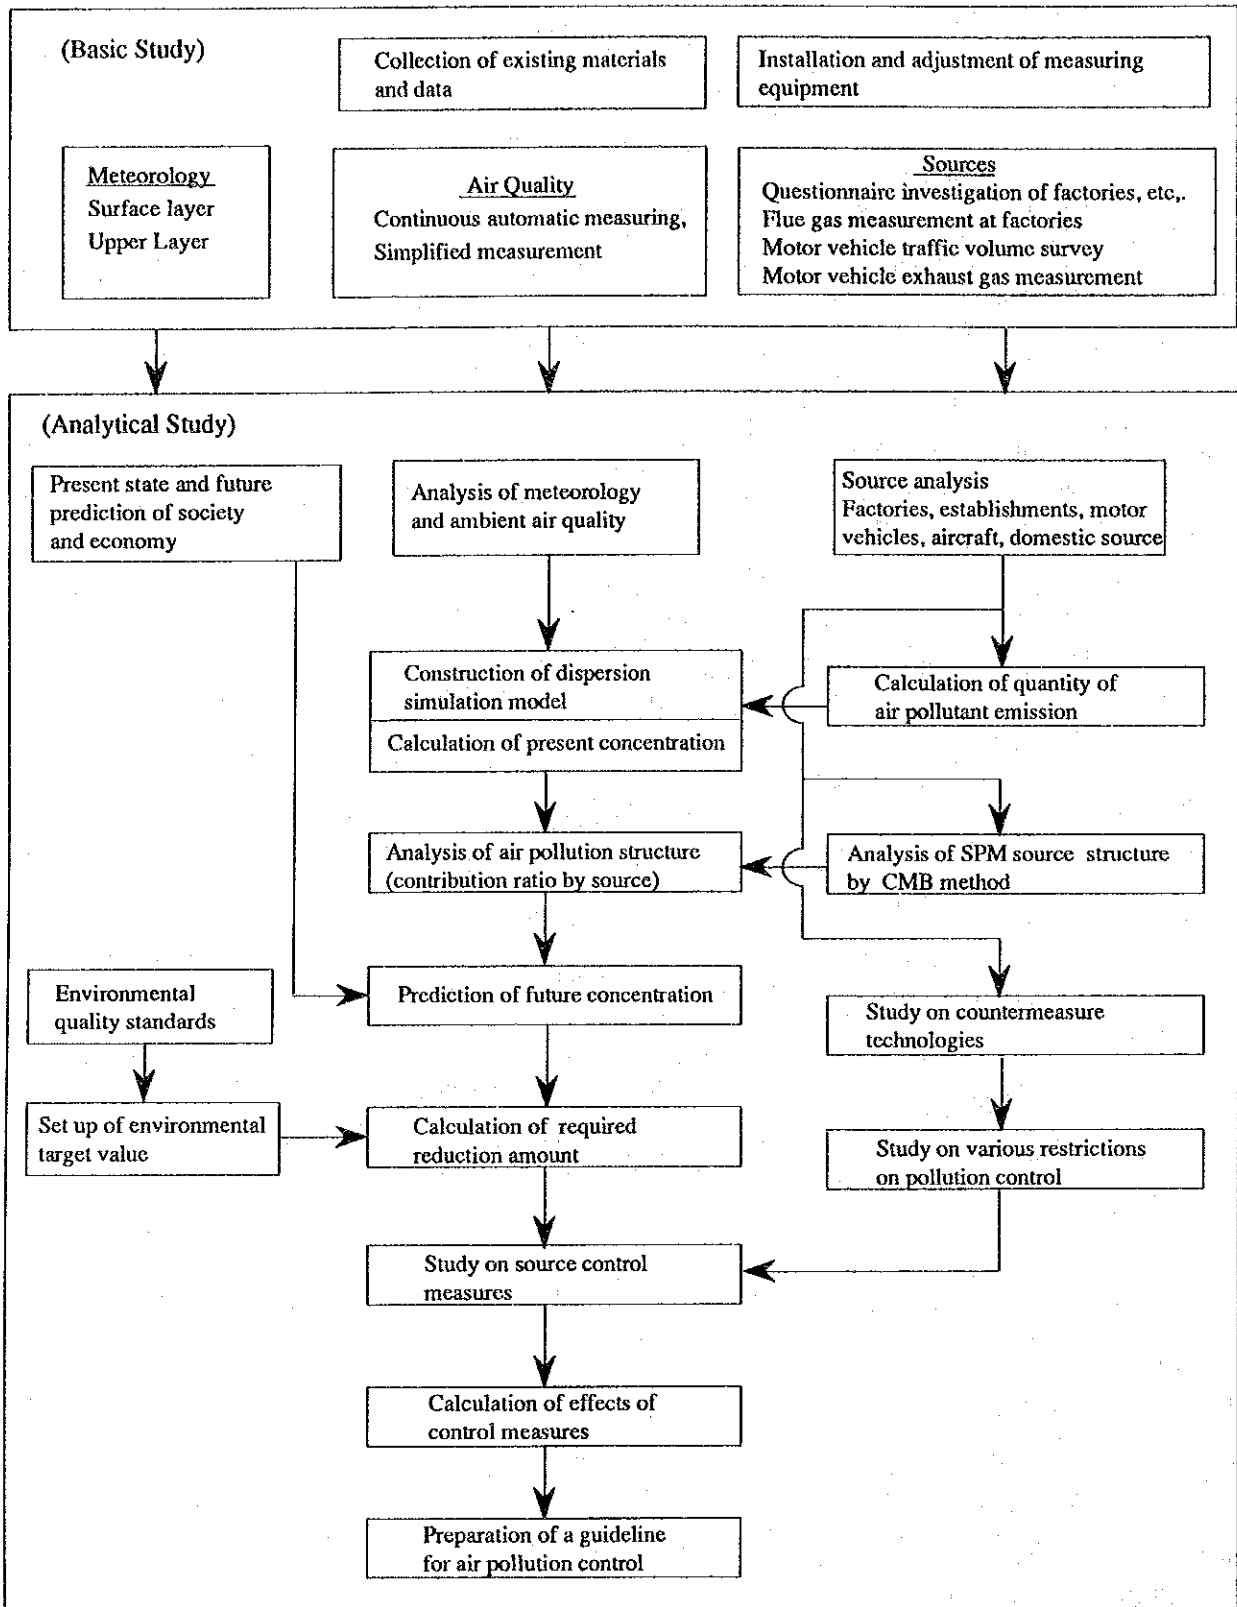 (Basic Study)
Collection of existing materials
and data
Installation and adjustment of measuring
equipment
Meteorology
Surface layer
Upper Layer
Air Quality
Continuous automatic measuring,
Simplified measurement
Sources
Questionnaire investigation of factories, etc,.
Flue gas measurement at factories
Motor vehicle traffic volume survey
Motor vehicle exhaust gas measurement
(Analytical Study)
Present state and future
prediction of society
and economy
Analysis of meteorology
and ambient air quality
Source analysis
Factories, establishments, motor
vehicles, aircraft, domestic source
Construction of dispersion
simulation model
Calculation of present concentration
Calculation of quantity of
air pollutant emission
Analysis of air pollution structure
(contribution ratio by source)
Analysis of SPM source structure
by CMB method
Environmental
quality standards
Prediction of future concentration
Study on countermeasure
technologies
Set up of environmental
target value
Calculation of required
reduction amount
Study on various restrictions
on pollution control
Study on source control
measures
Calculation of effects of
control measures
Preparation of a guideline
for air pollution control